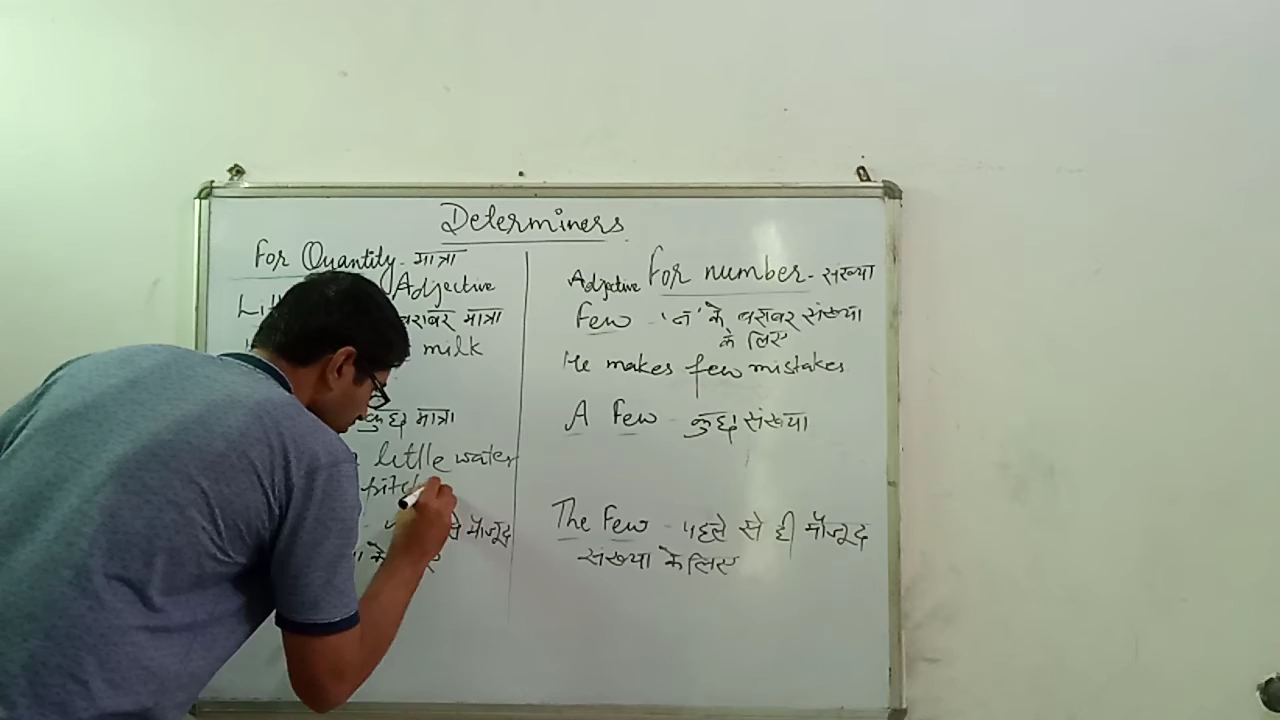 Determiners
For Quantity - मात्रा
Adjective
बराबर मात्रा
milk
कुछ मात्रा
little water
मौजूद
के
Adjective For number - संख्या
Few - 'न' के बराबर संख्या
के लिए
He makes few mistakes
A Few - कुछ संख्या
The Few - पहले से ही मौजूद
संख्या के लिए